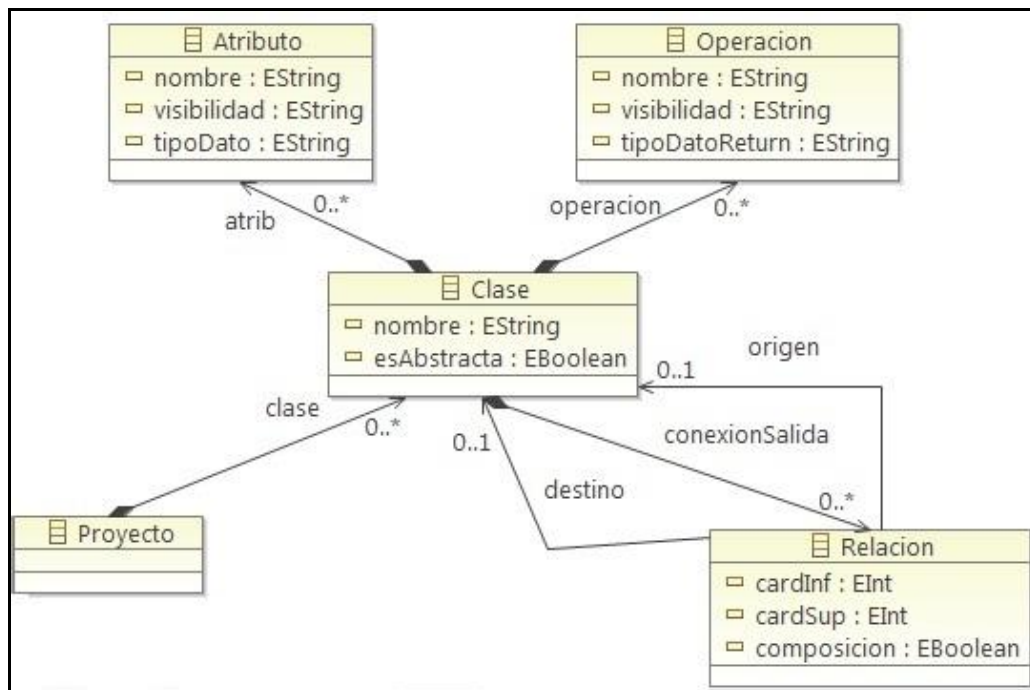 Atributo
nombre : EString
visibilidad : EString
tipoDato : EString
Operacion
nombre : EString
visibilidad : EString
tipoDatoReturn : EString
0..*
atrib
operacion
0..*
Clase
nombre : EString
esAbstracta : EBoolean
origen
0..1
clase
0..*
0..1
conexionSalida
destino
0..*
Proyecto
Relacion
cardInf : EInt
cardSup : EInt
composicion : EBoolean